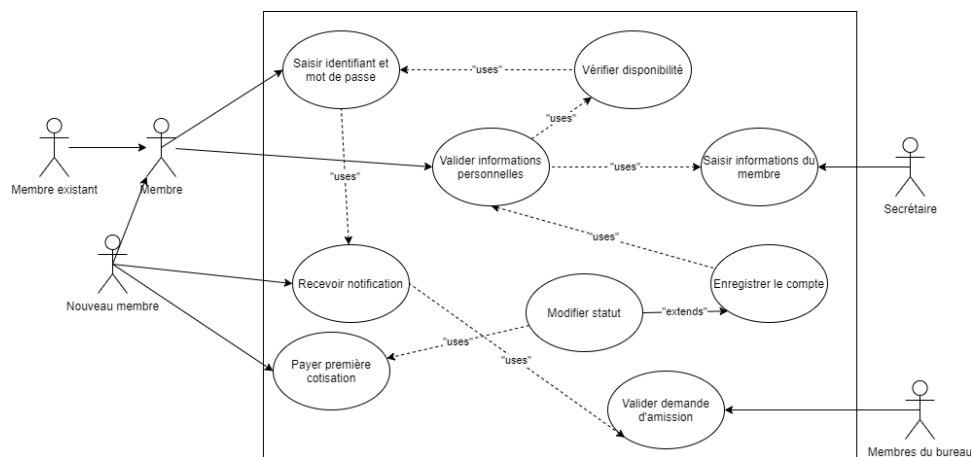 Saisir identifiant et
mot de passe
"uses"
Vérifier disponibilité
"uses"
Membre existant
Membre
"uses"
Valider informations
personnelles
"uses"
Saisir informations du
membre
Secrétaire
"uses"
Nouveau membre
Recevoir notification
Enregistrer le compte
Modifier statut
"extends"
"uses"
Payer première
cotisation
"uses"
Valider demande
d'amission
Membres du bureau